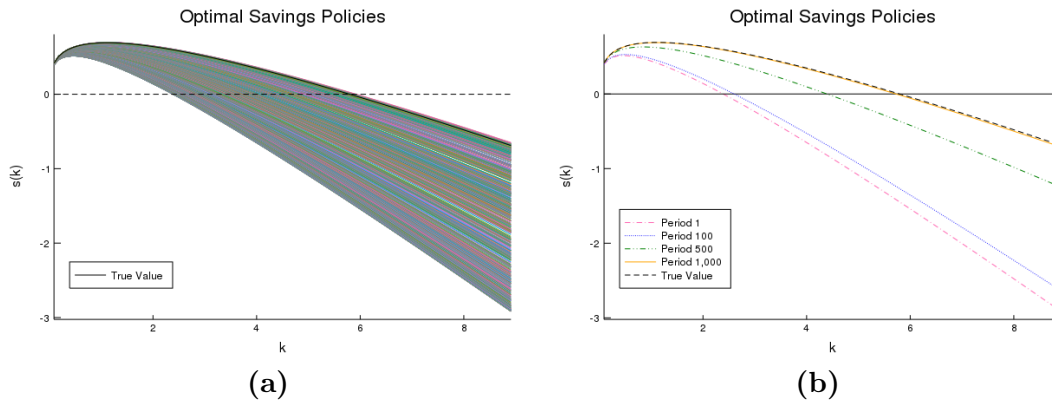 Optimal Savings Policies
s(k)
0
-1
-2
-3
True Value
2
4
6
8
k
(a)
Optimal Savings Policies
s(k)
0
-1
-2
-3
Period 1
Period 100
Period 500
Period 1,000
True Value
2
4
6
8
k
(b)